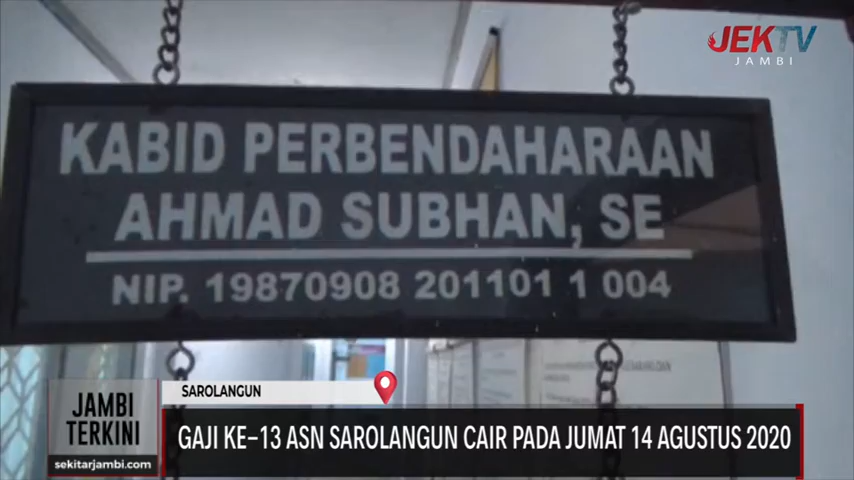 JEKTV
JAMBI
KABID PERBENDAHARAAN
AHMAD SUBHAN, SE
NIP. 19870908 201101 1 004
SAROLANGUN
JAMBI
TERKINI
sekitarjambi.com
GAJI KE-13 ASN SAROLANGUN CAIR PADA JUMAT 14 AGUSTUS 2020